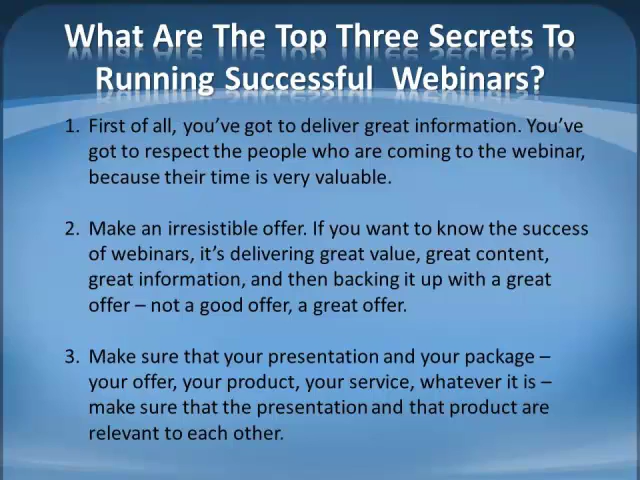 What Are The Top Three Secrets To
Running Successful  Webinars?
1. First of all, you’ve got to deliver great information. You’ve
got to respect the people who are coming to the webinar,
because their time is very valuable.
2. Make an irresistible offer. If you want to know the success
of webinars, it’s delivering great value, great content,
great information, and then backing it up with a great
offer – not a good offer, a great offer.
3. Make sure that your presentation and your package –
your offer, your product, your service, whatever it is –
make sure that the presentation and that product are
relevant to each other.